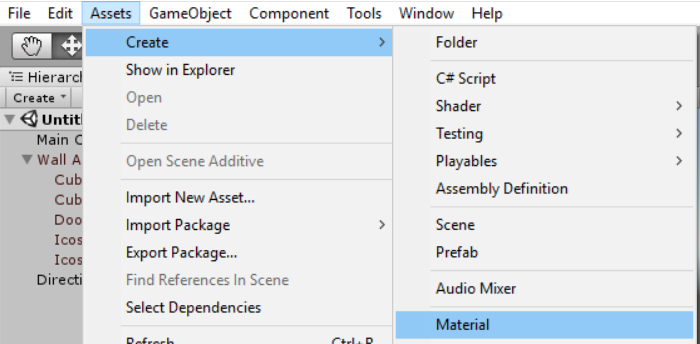 File Edit Assets GameObject Component Tools Window Help
Hierarch
Create
Untit
Main C
Wall A
Cub
Cub
Doo
Icos
Icos
Directi
Create
Show in Explorer
Open
Delete
Open Scene Additive
Import New Asset...
Import Package
Export Package...
Find References In Scene
Select Dependencies
Refresh Ctrl+R
Folder
C# Script
Shader
Testing
Playables
Assembly Definition
Scene
Prefab
Audio Mixer
Material